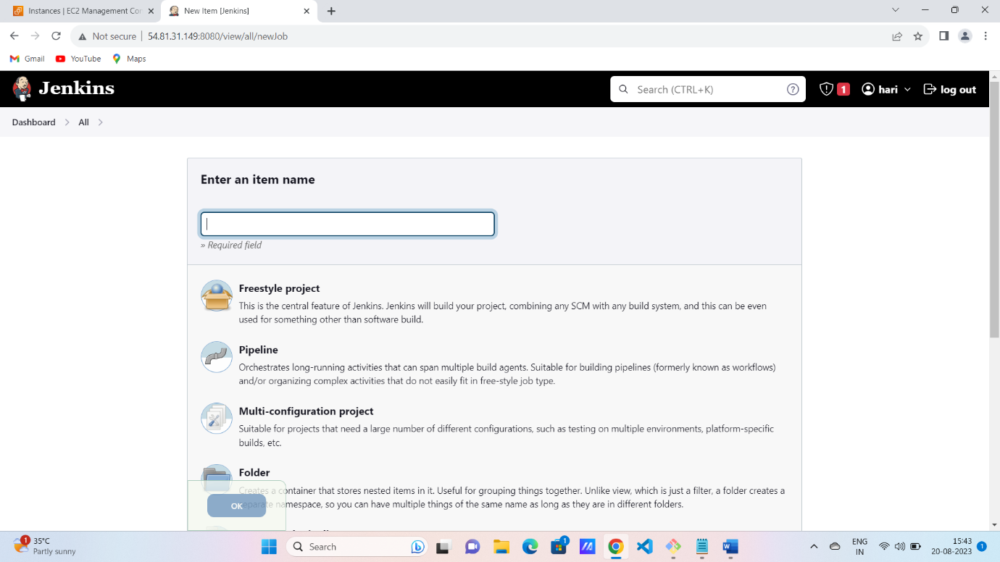 Instances | EC2 Management Con
New Item [Jenkins]
Not secure
54.81.31.149:8080/view/all/newJob
Gmail
YouTube
Maps
Jenkins
Search (CTRL+K)
?
1
hari
log out
Dashboard
All
Enter an item name
» Required field
Freestyle project
This is the central feature of Jenkins. Jenkins will build your project, combining any SCM with any build system, and this can be even
used for something other than software build.
Pipeline
Orchestrates long-running activities that can span multiple build agents. Suitable for building pipelines (formerly known as workflows)
and/or organizing complex activities that do not easily fit in free-style job type.
Multi-configuration project
Suitable for projects that need a large number of different configurations, such as testing on multiple environments, platform-specific
builds, etc.
Folder
Creates a container that stores nested items in it. Useful for grouping things together. Unlike view, which is just a filter, a folder creates a
separate namespace, so you can have multiple things of the same name as long as they are in different folders.
OK
1
35°C
Partly sunny
Search
1
W
ENG
IN
15:43
20-08-2023
1